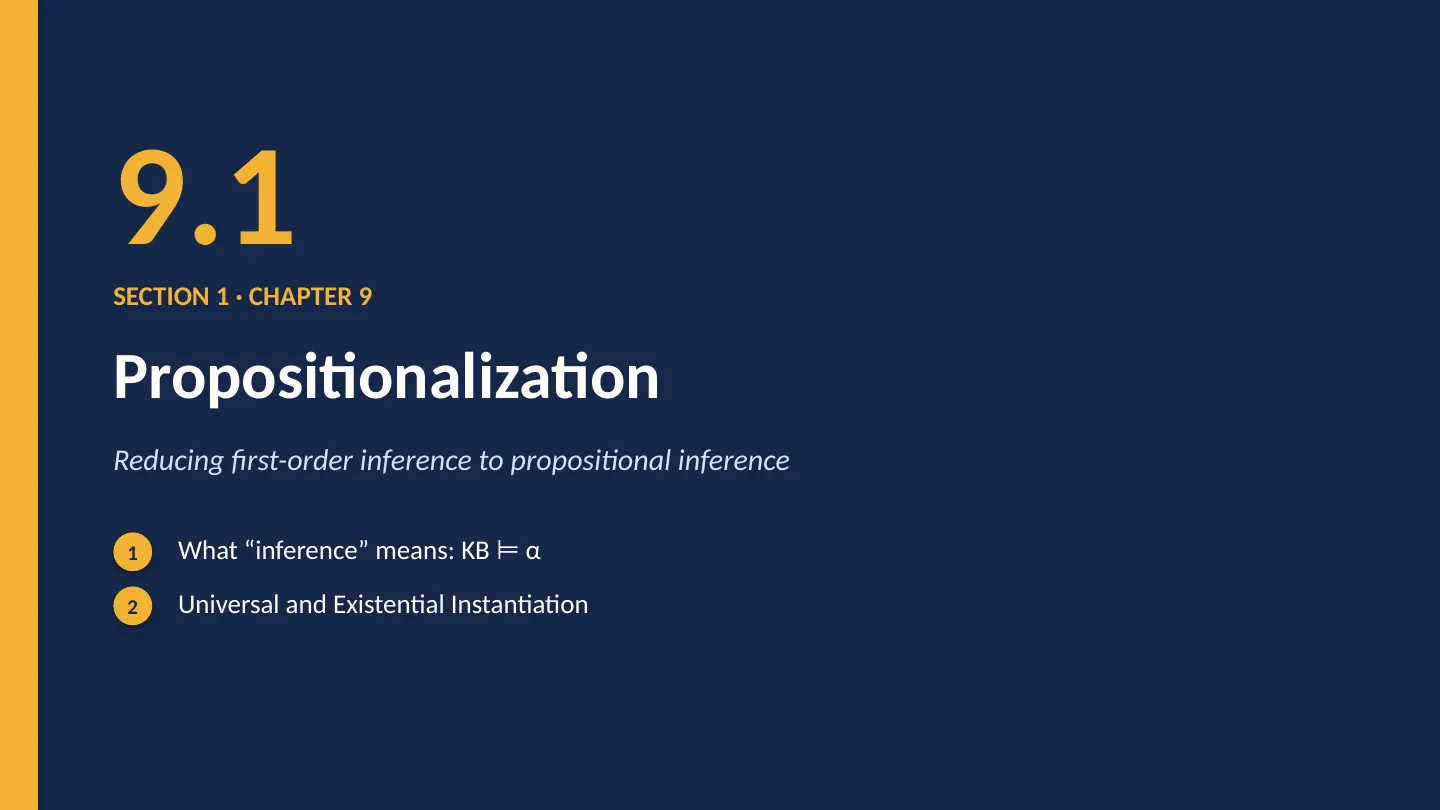 9.1
SECTION 1 · CHAPTER 9
Propositionalization
Reducing first-order inference to propositional inference
1 What “inference” means: KB ⊨ α
2 Universal and Existential Instantiation